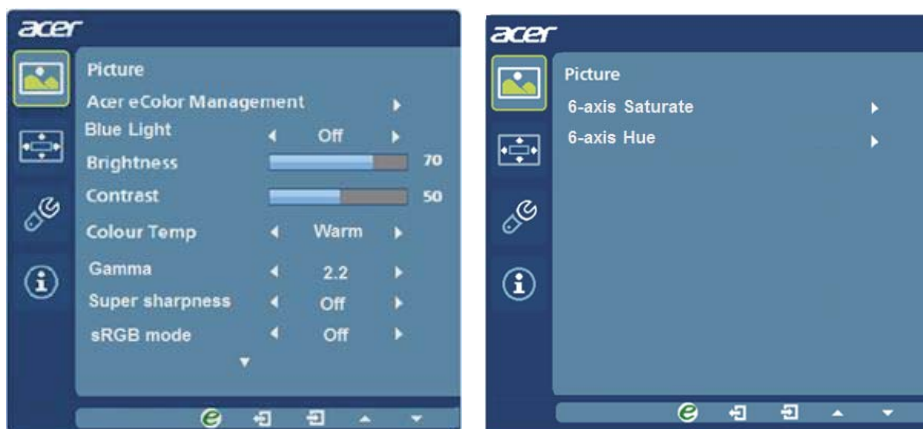 acer
Picture
Acer eColor Management
Blue Light Off
Brightness 70
Contrast 50
Colour Temp Warm
Gamma 2.2
Super sharpness Off
sRGB mode Off
acer
Picture
6-axis Saturate
6-axis Hue